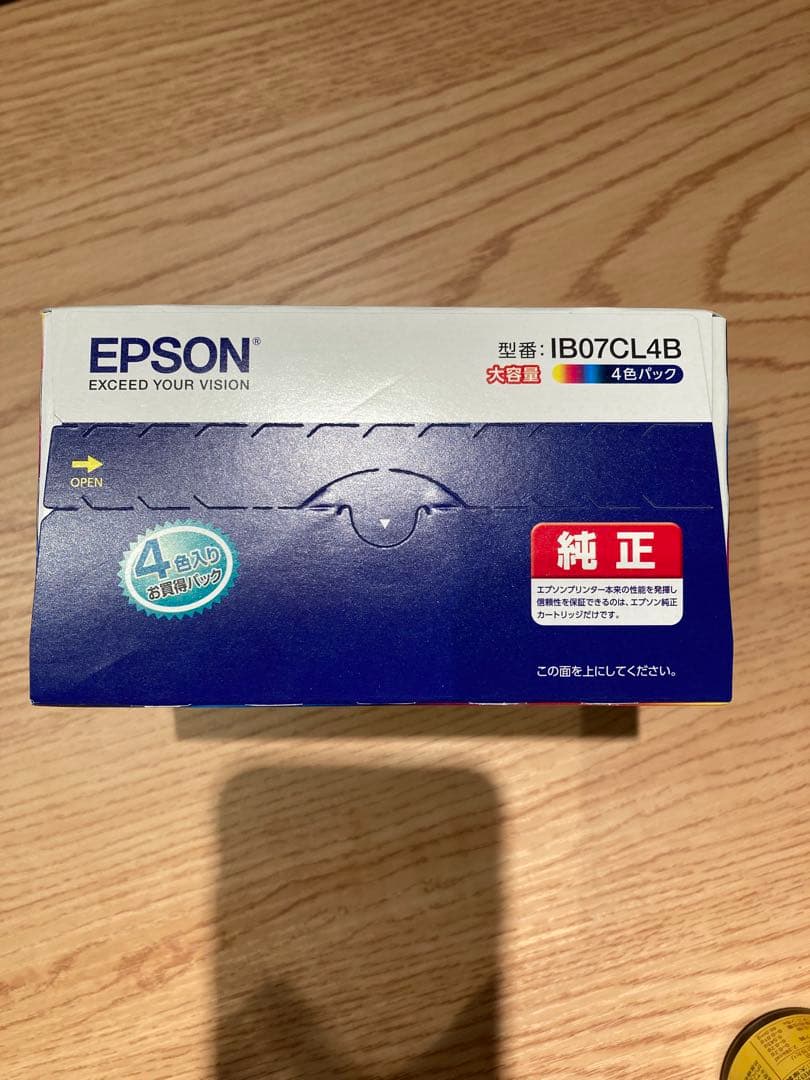 EPSON®
EXCEED YOUR VISION
型番:IB07CL4B
大容量 4色パック
OPEN
4色入り
お買得パック
純正
エプソンプリンター本来の性能を発揮し
信頼性を保証できるのは、エプソン純正
カートリッジだけです。
この面を上にしてください。